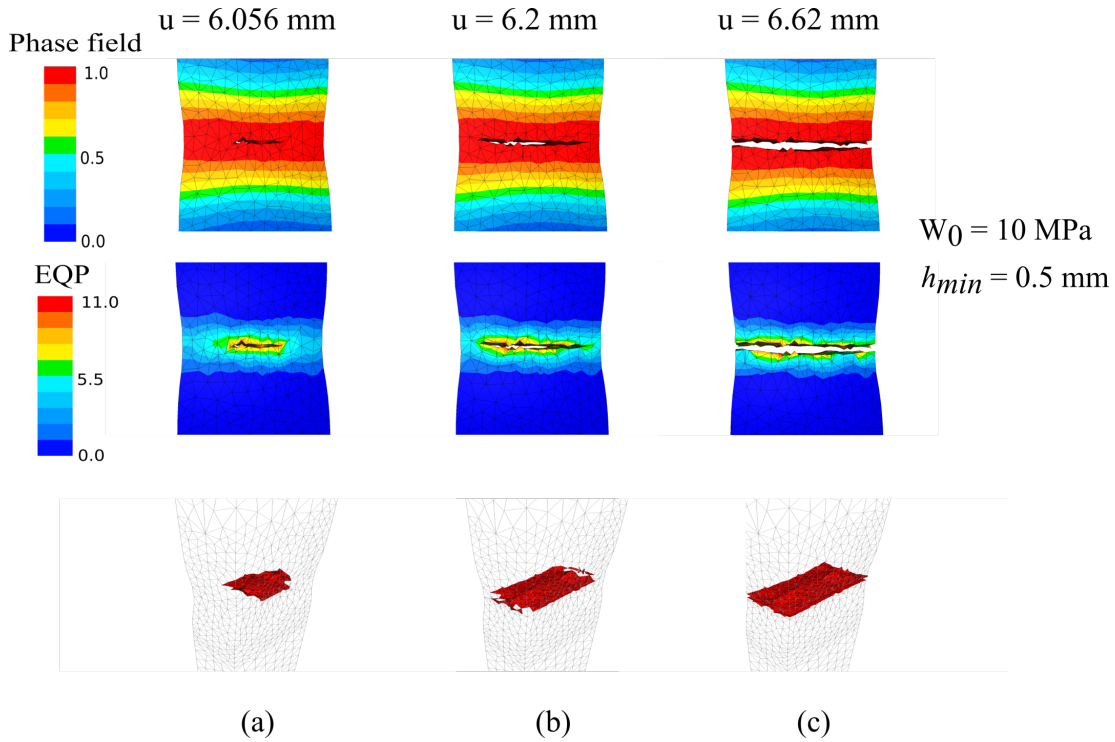 u = 6.056 mm
u = 6.2 mm
u = 6.62 mm
Phase field
1.0
0.5
0.0
W0 = 10 MPa
hmin = 0.5 mm
EQP
11.0
5.5
0.0
(a)
(b)
(c)